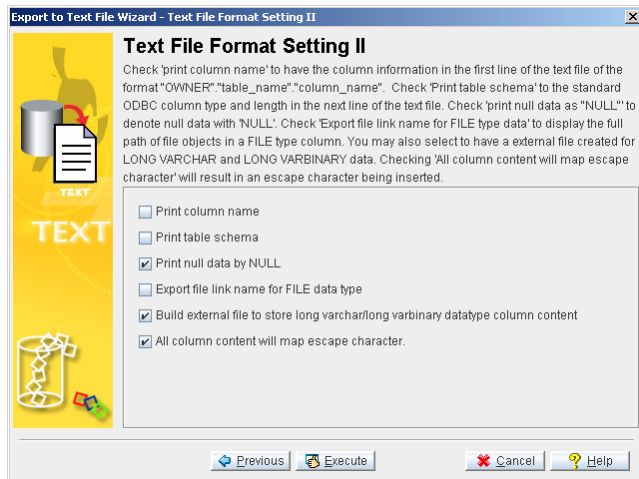 Export to Text File Wizard - Text File Format Setting II
Text File Format Setting II
Check 'print column name' to have the column information in the first line of the text file of the
format "OWNER"."table_name"."column_name".  Check 'Print table schema' to the standard
ODBC column type and length in the next line of the text file. Check 'print null data as "NULL"' to
denote null data with 'NULL'. Check 'Export file link name for FILE type data' to display the full
path of file objects in a FILE type column. You may also select to have a external file created for
LONG VARCHAR and LONG VARBINARY data. Checking 'All column content will map escape
character' will result in an escape character being inserted.
TEXT
TEXT
Print column name
Print table schema
Print null data by NULL
Export file link name for FILE data type
Build external file to store long varchar/long varbinary datatype column content
All column content will map escape character.
Previous
Execute
Cancel
Help